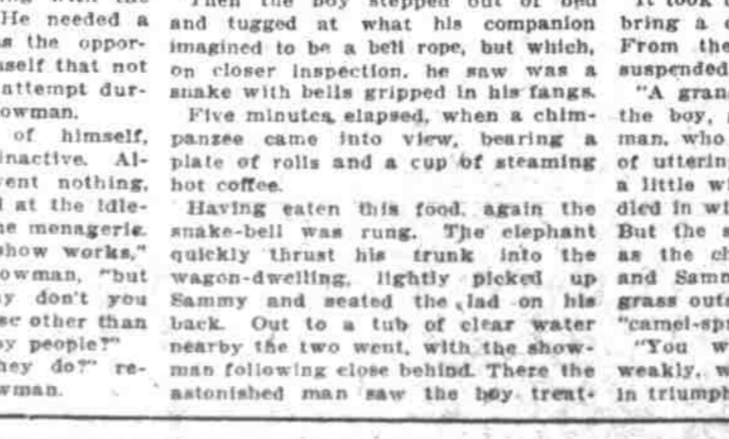 He needed a
the oppor-
self that not
attempt dur-
owman.
of himself,
inactive. Al-
nothing,
at the idle-
menagerie.
show works,"
owman, "but
don't you
other than
people?"
do?" re-
Then the boy stepped out of bed
and tugged at what his companion
imagined to be a bell rope, but which,
on closer inspection, he saw was a
snake with bells gripped in his fangs.
Five minutes elapsed, when a chim-
panzee came into view, bearing a
plate of rolls and a cup of steaming
hot coffee.
Having eaten this food, again the
snake-bell was rung. The elephant
quickly thrust his trunk into the
wagon-dwelling, lightly picked up
Sammy and seated the lad on his
back. Out to a tub of clear water
nearby the two went, with the show-
man following close behind. There the
astonished man saw the boy treat-
It took
bring a
From the
suspended
"A gran
the boy,
man, who
of utterin
a little
died in
But the
as the
and Samm
grass outs
"camel-spr
"You
weakly,
in triumph